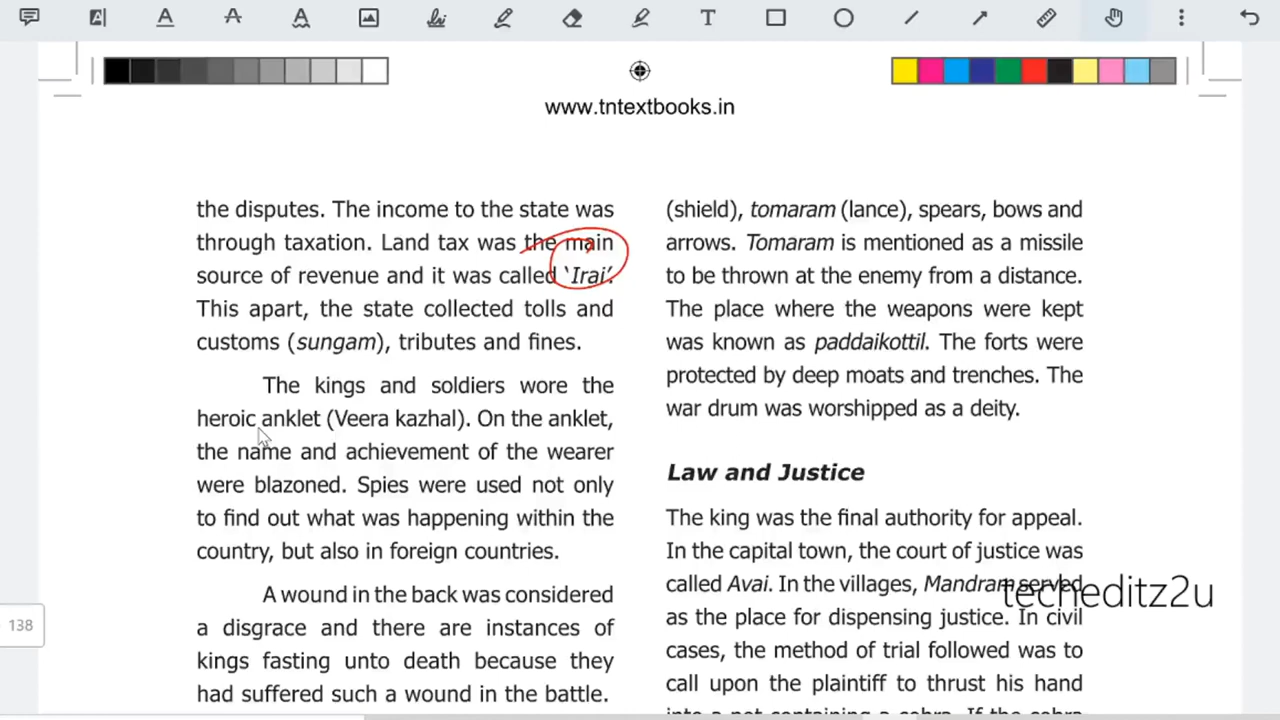 www.tntextbooks.in
the disputes. The income to the state was
through taxation. Land tax was the main
source of revenue and it was called ‘Irai’.
This apart, the state collected tolls and
customs (sungam), tributes and fines.
The kings and soldiers wore the
heroic anklet (Veera kazhal). On the anklet,
the name and achievement of the wearer
were blazoned. Spies were used not only
to find out what was happening within the
country, but also in foreign countries.
A wound in the back was considered
a disgrace and there are instances of
kings fasting unto death because they
had suffered such a wound in the battle.
(shield), tomaram (lance), spears, bows and
arrows. Tomaram is mentioned as a missile
to be thrown at the enemy from a distance.
The place where the weapons were kept
was known as paddaikottil. The forts were
protected by deep moats and trenches. The
war drum was worshipped as a deity.
Law and Justice
The king was the final authority for appeal.
In the capital town, the court of justice was
called Avai. In the villages, Mandram served
as the place for dispensing justice. In civil
cases, the method of trial followed was to
call upon the plaintiff to thrust his hand
into a pot containing a cobra. If the cobra
techeditz2u
138